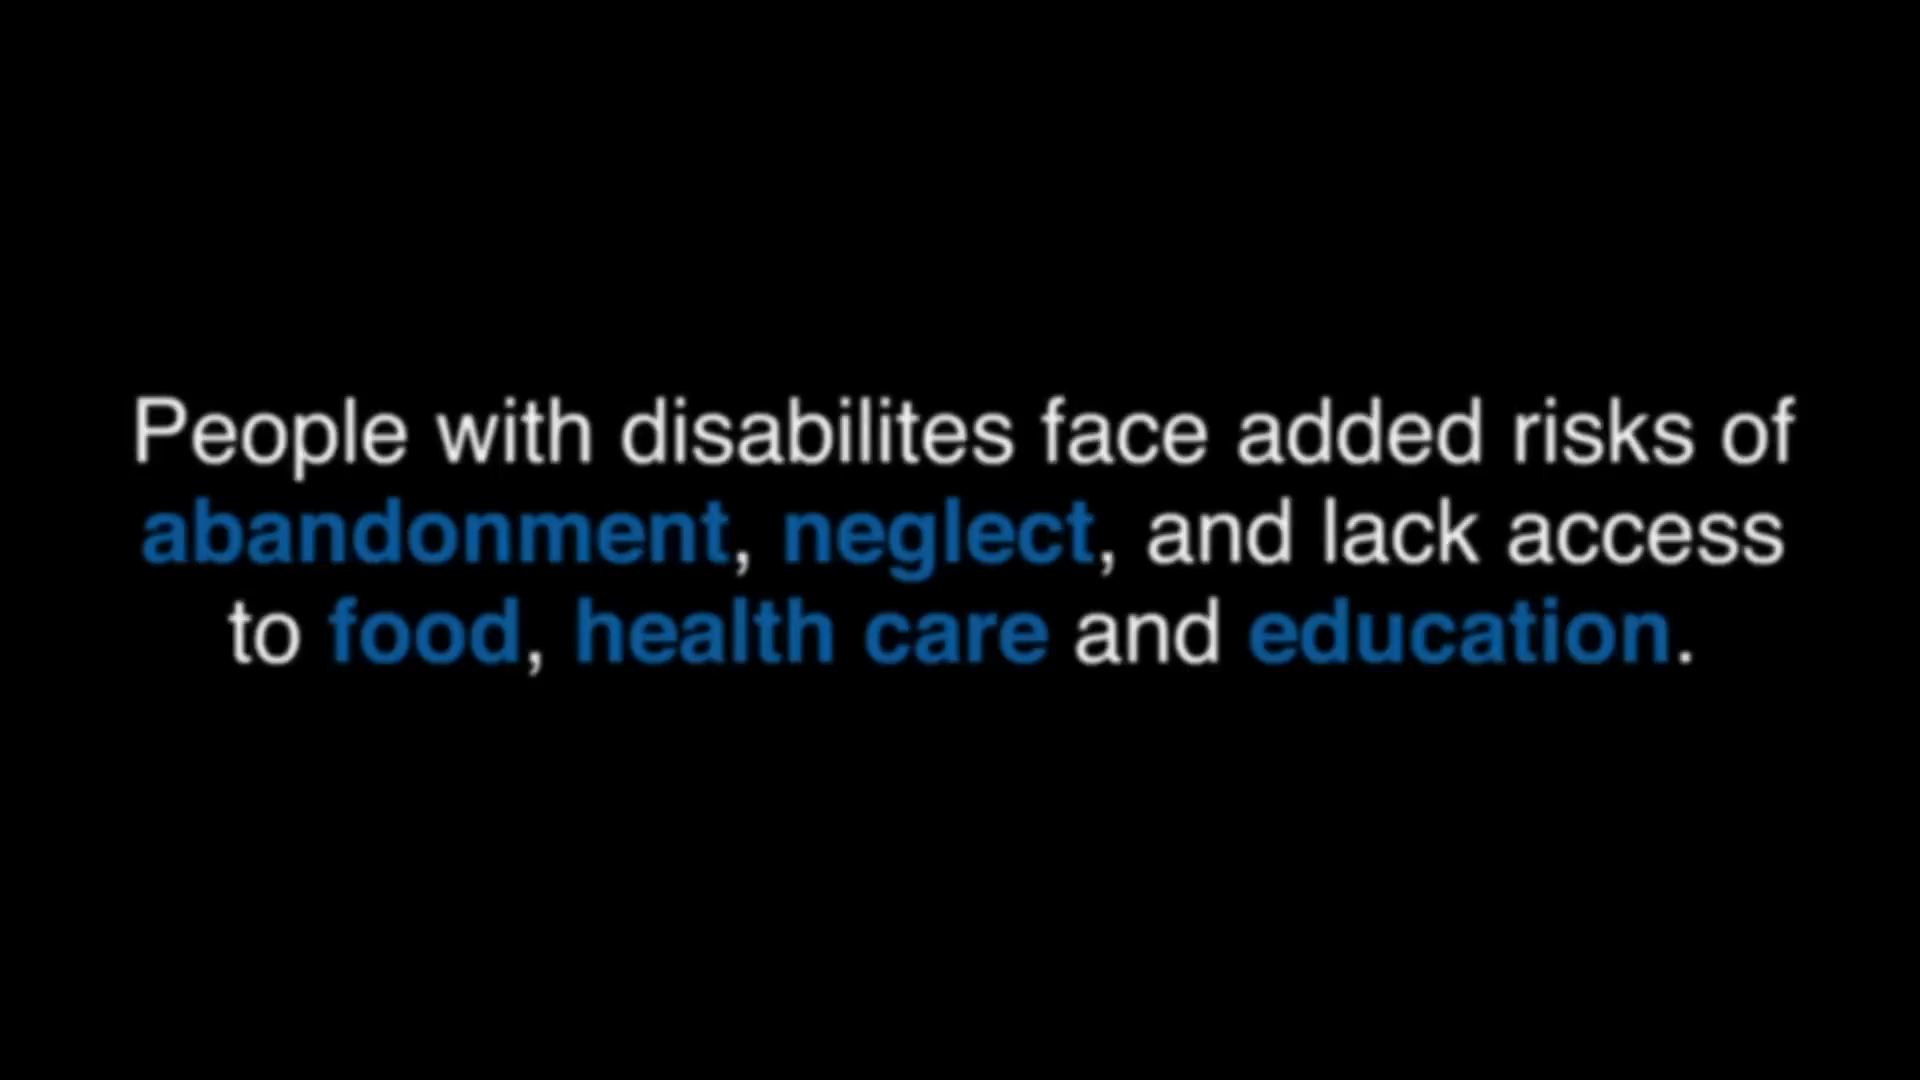 People with disabilites face added risks of
abandonment, neglect, and lack access
to food, health care and education.